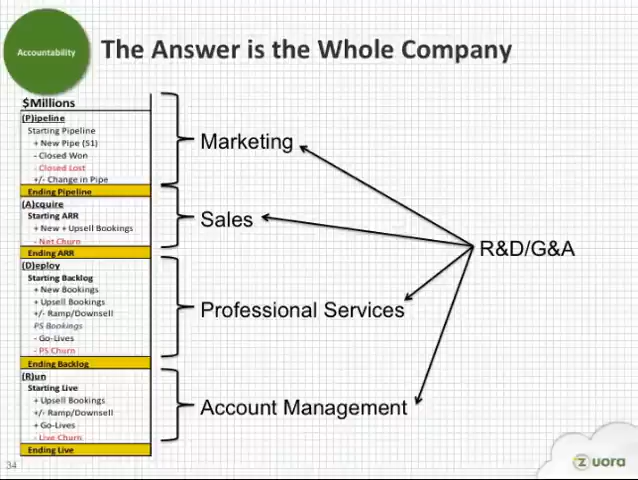 Accountability
The Answer is the Whole Company
$Millions
(P)ipeline
Starting Pipeline
+ New Pipe (S1)
- Closed Won
- Closed Lost
+/- Change in Pipe
Ending Pipeline
(A)cquire
Starting ARR
+ New + Upsell Bookings
- Net Churn
Ending ARR
(D)eploy
Starting Backlog
+ New Bookings
+ Upsell Bookings
+/- Ramp/Downsell
PS Bookings
- Go-Lives
- PS Churn
Ending Backlog
(R)un
Starting Live
+ Upsell Bookings
+/- Ramp/Downsell
+ Go-Lives
- Live Churn
Ending Live
Marketing
Sales
Professional Services
Account Management
R&D/G&A
34
zuora